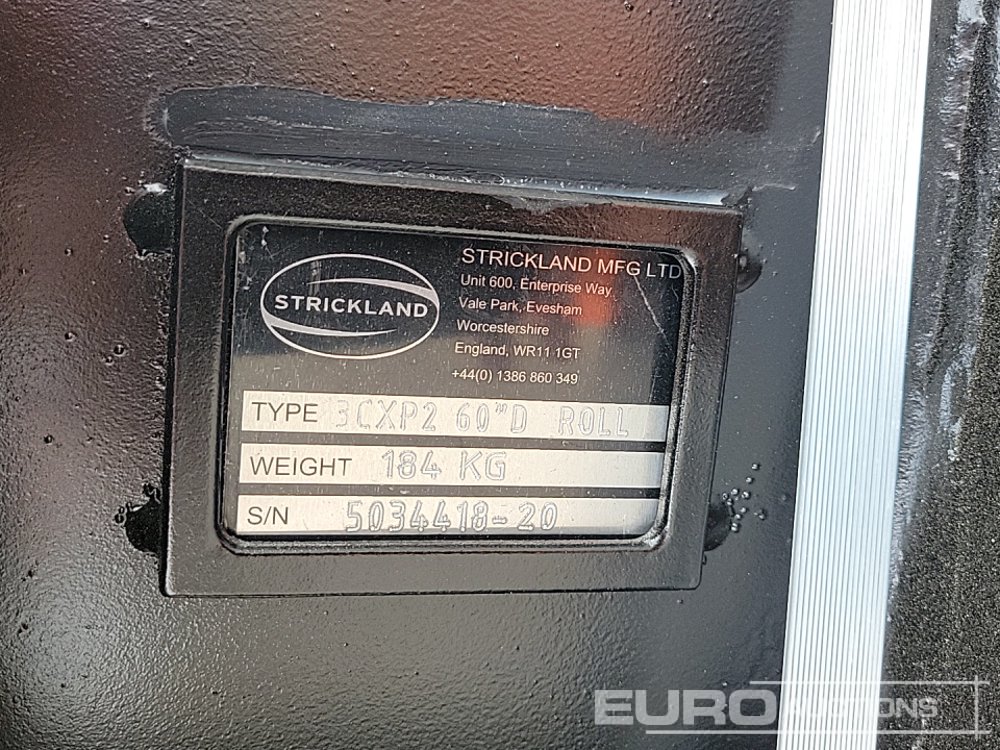 STRICKLAND
STRICKLAND MFG LTD
Unit 600, Enterprise Way
Vale Park, Evesham
Worcestershire
England, WR11 1GT
+44(0) 1386 860 349
TYPE 3CXP2 60"D ROLL
WEIGHT 184 KG
S/N 5034418-20
EURO AUCTIONS